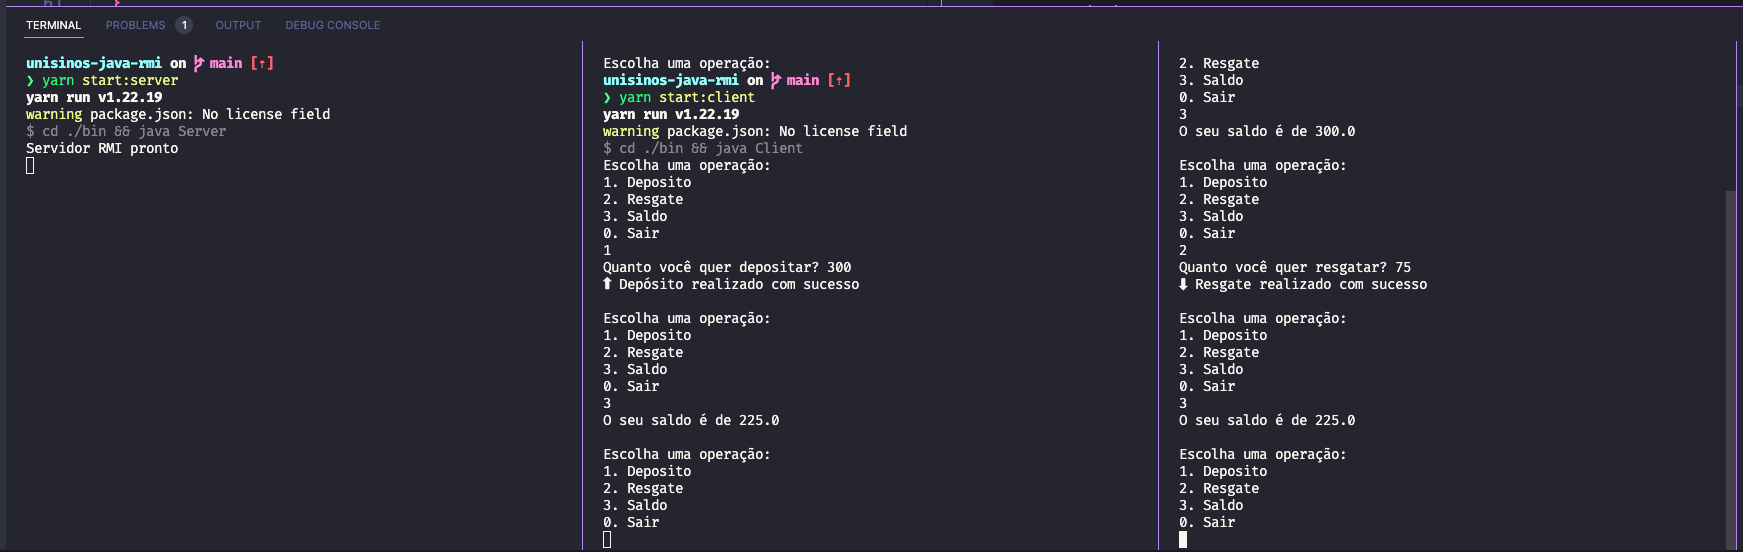 TERMINAL PROBLEMS 1 OUTPUT DEBUG CONSOLE
unisinos-java-rmi on main [↑]
❯ yarn start:server
yarn run v1.22.19
warning package.json: No license field
$ cd ./bin && java Server
Servidor RMI pronto
Escolha uma operação:
unisinos-java-rmi on main [↑]
❯ yarn start:client
yarn run v1.22.19
warning package.json: No license field
$ cd ./bin && java Client
Escolha uma operação:
1. Deposito
2. Resgate
3. Saldo
0. Sair
1
Quanto você quer depositar? 300
⬆ Depósito realizado com sucesso
Escolha uma operação:
1. Deposito
2. Resgate
3. Saldo
0. Sair
3
O seu saldo é de 225.0
Escolha uma operação:
1. Deposito
2. Resgate
3. Saldo
0. Sair
2. Resgate
3. Saldo
0. Sair
3
O seu saldo é de 300.0
Escolha uma operação:
1. Deposito
2. Resgate
3. Saldo
0. Sair
2
Quanto você quer resgatar? 75
⬇ Resgate realizado com sucesso
Escolha uma operação:
1. Deposito
2. Resgate
3. Saldo
0. Sair
3
O seu saldo é de 225.0
Escolha uma operação:
1. Deposito
2. Resgate
3. Saldo
0. Sair